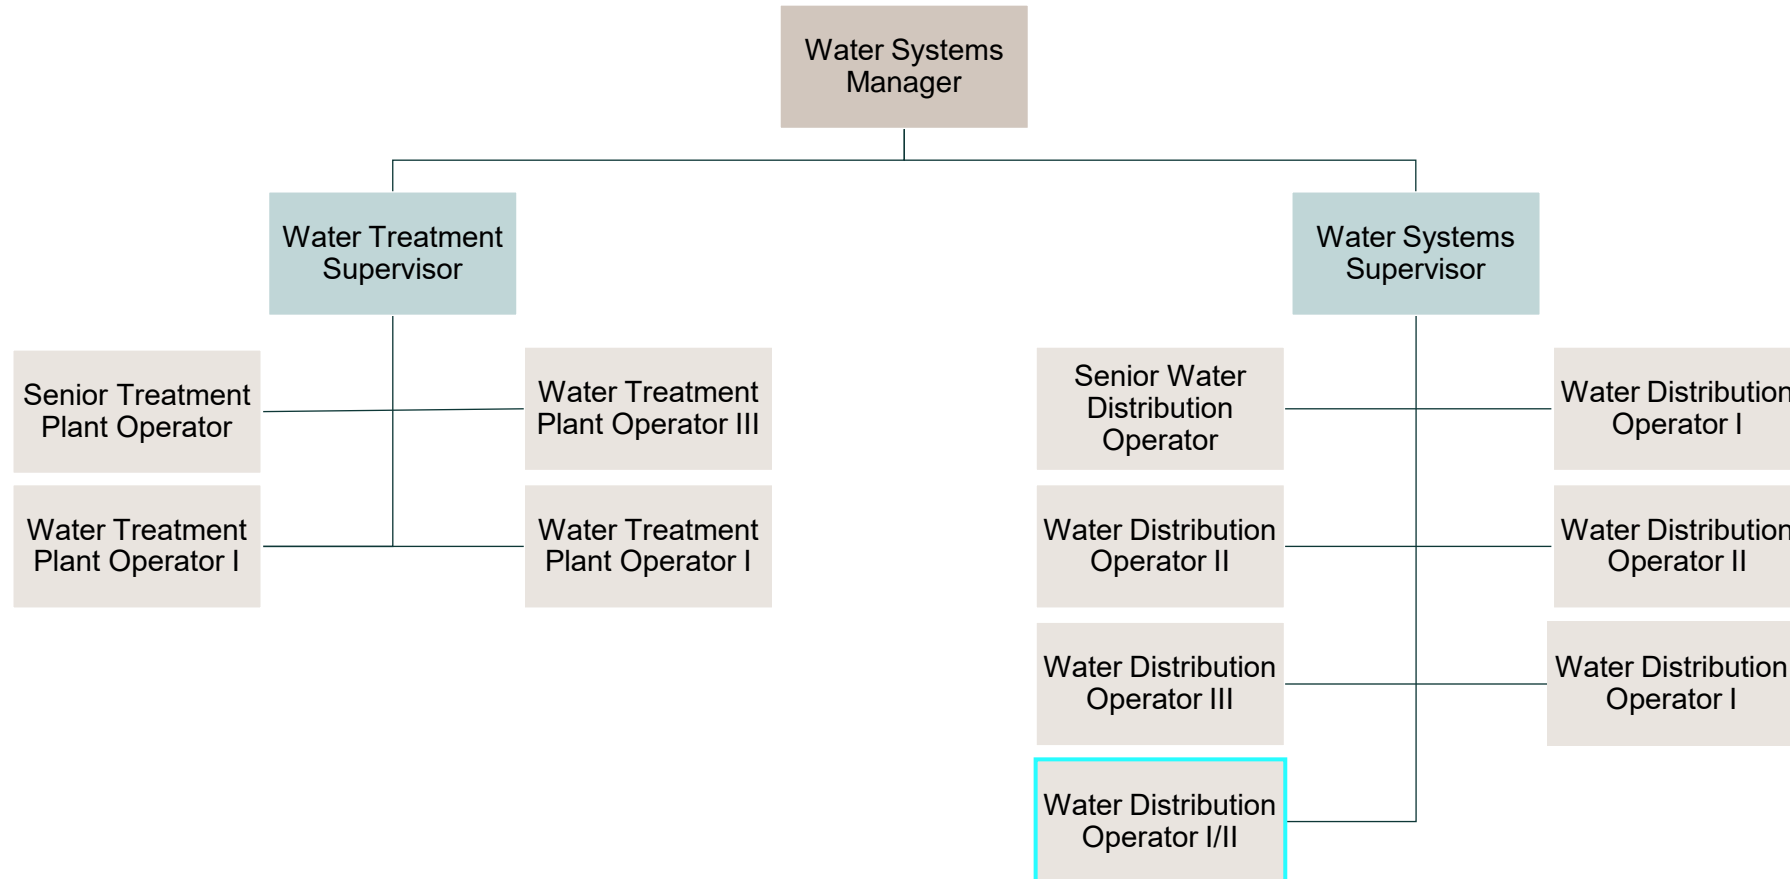 Water Systems
Manager
Water Treatment
Supervisor
Water Systems
Supervisor
Senior Treatment
Plant Operator
Water Treatment
Plant Operator III
Water Treatment
Plant Operator I
Water Treatment
Plant Operator I
Senior Water
Distribution
Operator
Water Distribution
Operator I
Water Distribution
Operator II
Water Distribution
Operator II
Water Distribution
Operator III
Water Distribution
Operator I
Water Distribution
Operator I/II